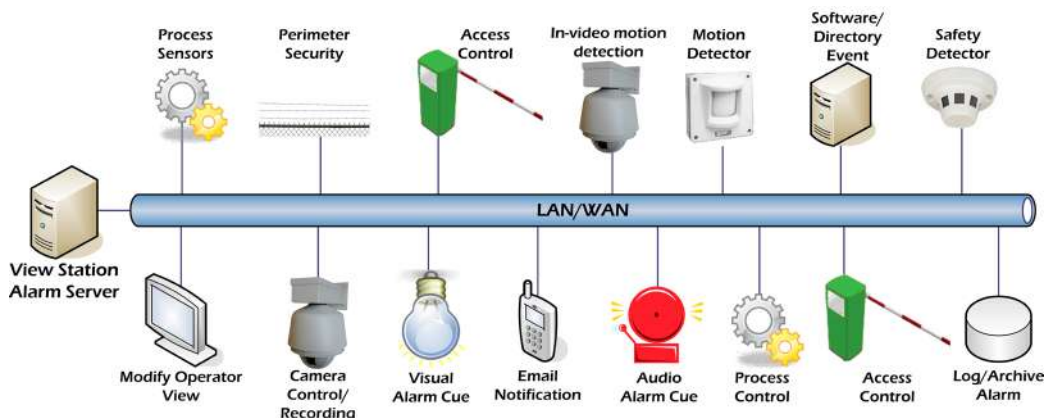 Process
Sensors
Perimeter
Security
Access
Control
In-video motion
detection
Motion
Detector
Software/
Directory
Event
Safety
Detector
LAN/WAN
View Station
Alarm Server
Modify Operator
View
Camera
Control/
Recording
Visual
Alarm Cue
Email
Notification
Audio
Alarm Cue
Process
Control
Access
Control
Log/Archive
Alarm